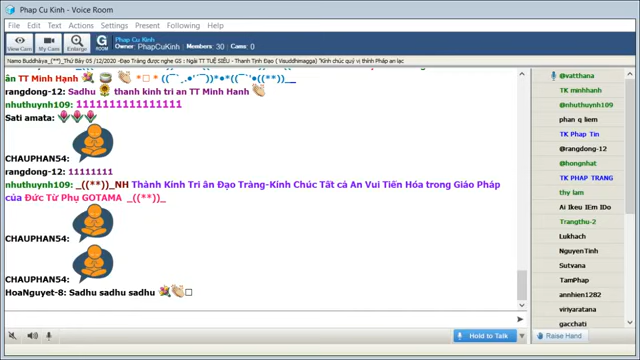 Phap Cu Kinh - Voice Room
File Edit Text Actions Settings Present Following Help
View Cam My Cams Enlarge Room
Phap Cu Kinh
Owner PhapCuKinh Members: 30 Cams: 0
Namo Buddhàya_(**)_Thứ Bảy 05 /12/2020 -Đạo Tràng được nghe GS : Ngài TT TUỆ SIÊU - Thanh Tịnh Đạo ( Vauddhimagga) "Kinh chúc quý vị thính Pháp an lạc
ân TT Minh Hạnh
rangdong-12: Sadhu thanh kinh tri an TT Minh Hanh
nhuthuynh109: 1111111111111111
Sati amata:
CHAUPHAN54:
rangdong-12: 11111111
nhuthuynh109: _((**)_NH Thành Kính Tri ân Đạo Tràng-Kính Chúc Tất cả An Vui Tiến Hóa trong Giáo Pháp
của Đức Từ Phụ GOTAMA _((**)_
CHAUPHAN54:
CHAUPHAN54:
HoaNguyet-8: Sadhu sadhu sadhu
@vatthana
TK minhhanh
@nhuthuynh109
phan q liem
TK Phap Tin
@rangdong-12
@hongnhat
TK PHAP TRANG
thy lam
Ai Ikeu IEm IDo
Trangthu-2
Lukhach
NguyenTinh
Sutvana
TamPhap
annhien1282
viriyaratana
gacchati
Hold to Talk
Raise Hand